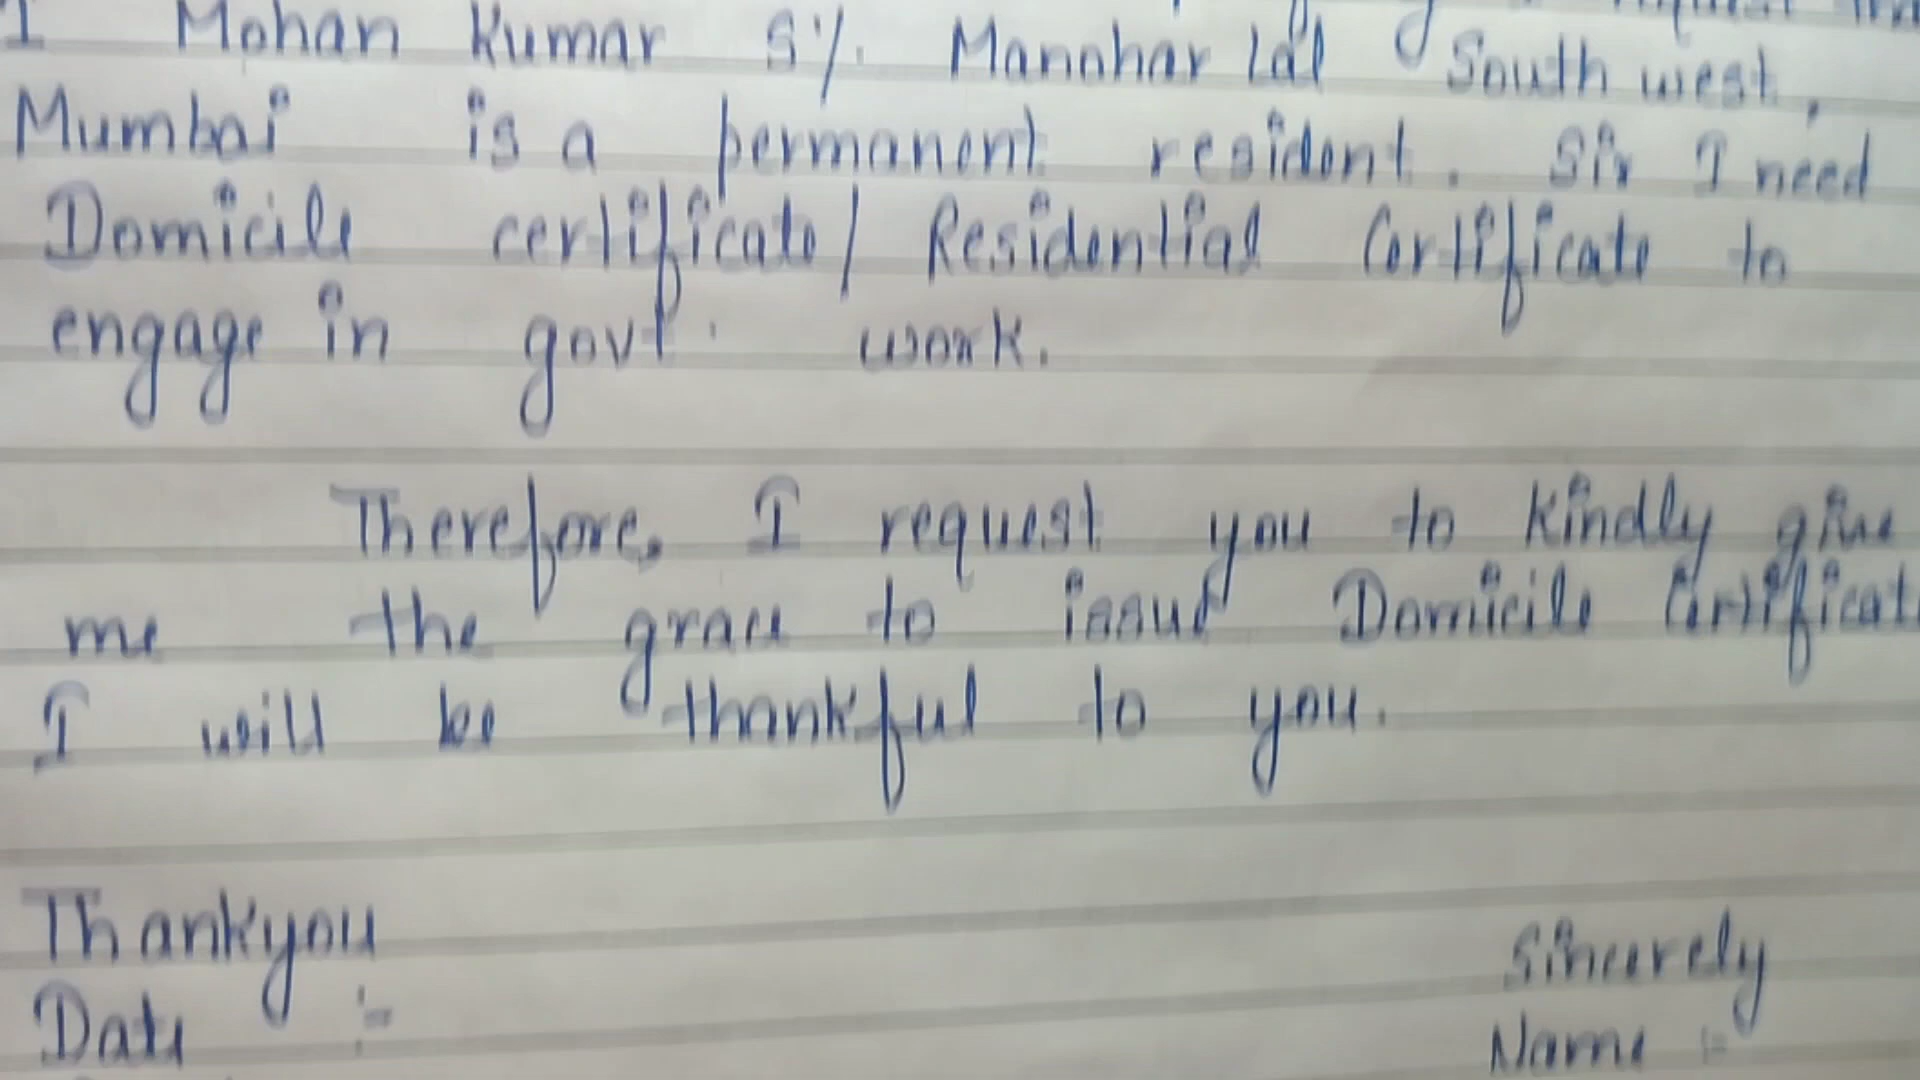 request
I Mohan Kumar S/. Manohar Lal South west,
Mumbai is a permanent resident. Sir I need
Domicile certificate/ Residential Certificate to
engage in govt. work.
Therefore, I request you to kindly give
me the grace to issue Domicile Certificate
I will be thankful to you.
Thankyou
Sincerely
Date :-
Name :-